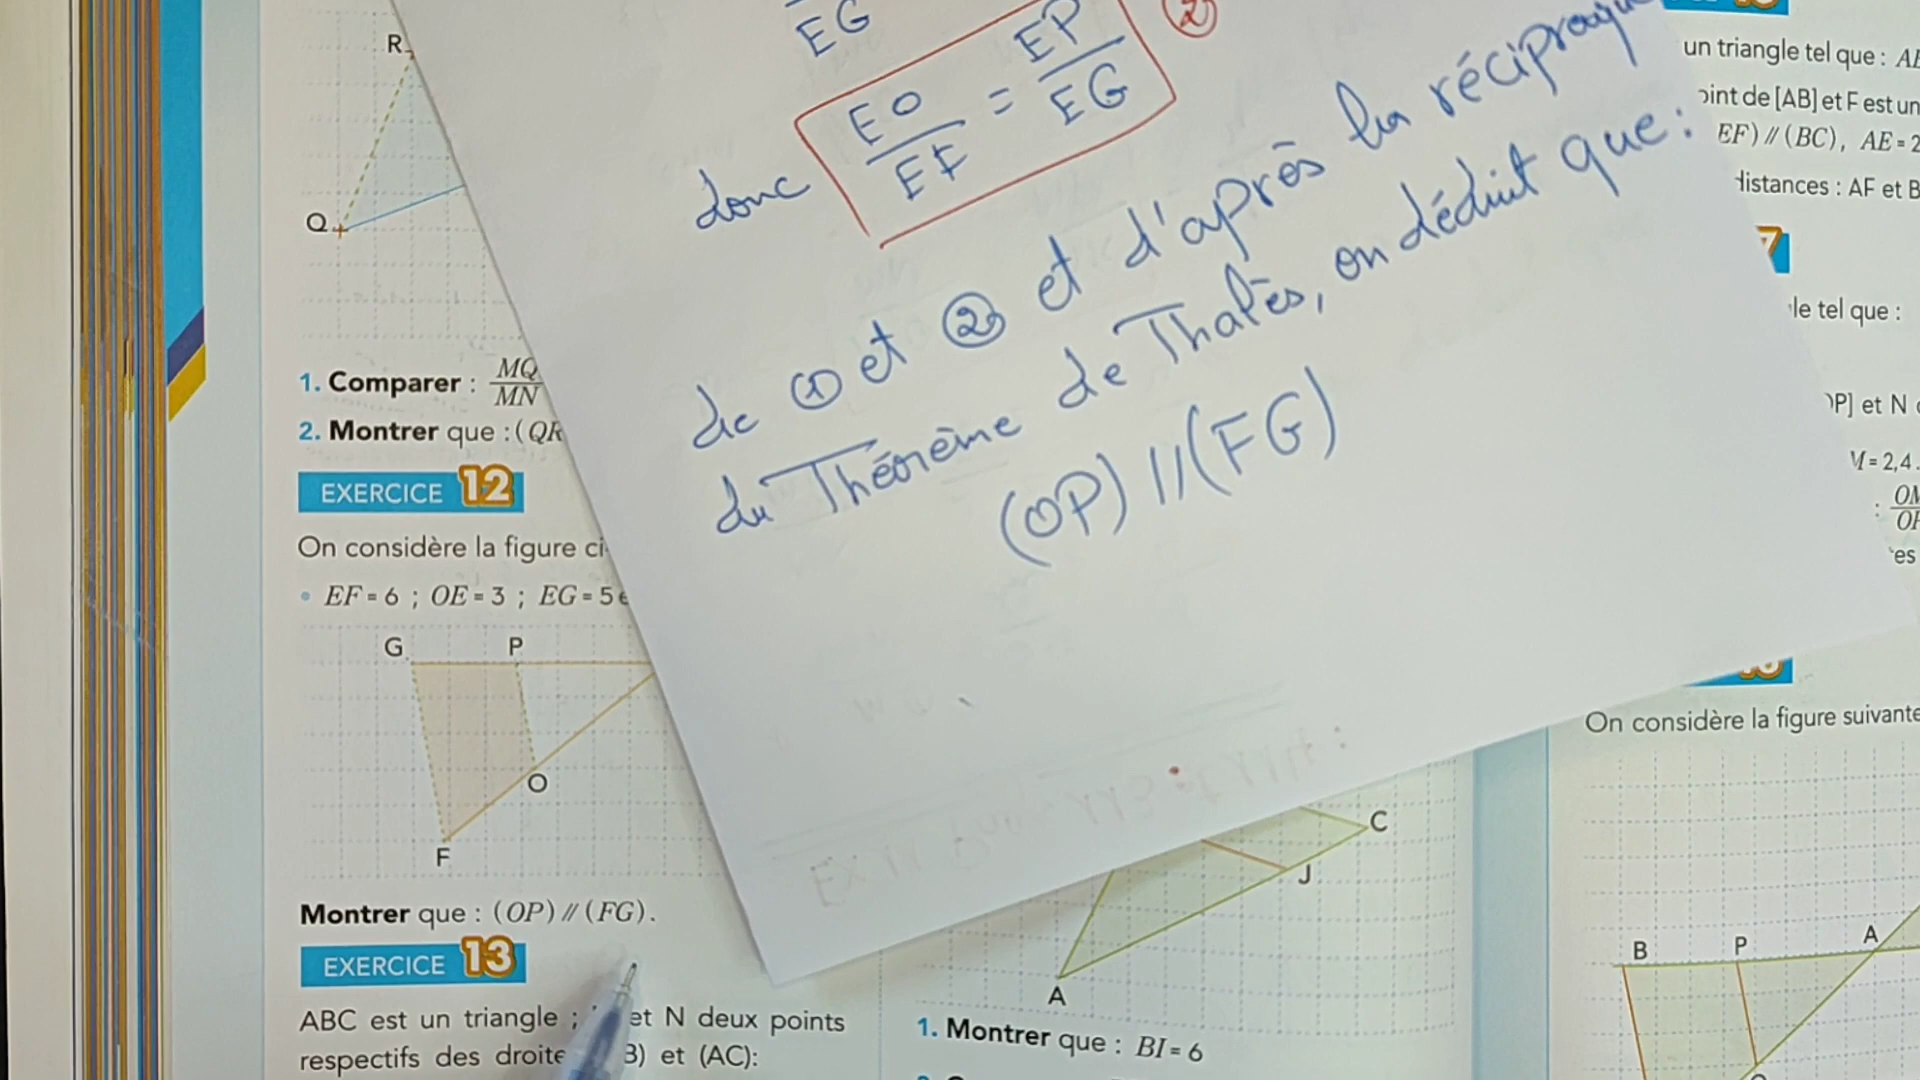 R
Q
1. Comparer : MQ/MN
2. Montrer que : (QR
EXERCICE 12
On considère la figure ci-
• EF = 6 ; OE = 3 ; EG = 5 e
G
P
O
F
Montrer que : (OP) // (FG).
EXERCICE 13
ABC est un triangle ; et N deux points
respectifs des droite B) et (AC):
EG
donc EO/EF = EP/EG
2
de ① et ② et d'après la réciproque
du Théorème de Thalès, on déduit que :
(OP) // (FG)
C
J
A
1. Montrer que : BI = 6
un triangle tel que : AE
oint de [AB] et F est un
EF) // (BC), AE = 2
distances : AF et B
7
le tel que :
OP] et N
M = 2,4.
: OM/OP
es
On considère la figure suivante
B
P
A